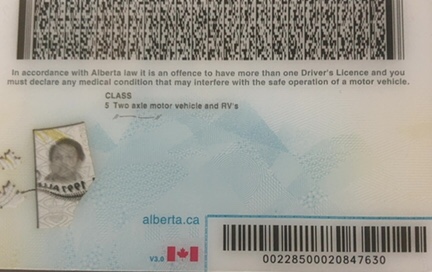 In accordance with Alberta law it is an offence to have more than one Driver's Licence and you
must declare any medical condition that may interfere with the safe operation of a motor vehicle.
CLASS
5 Two axle motor vehicle and RV's
alberta.ca
V3.0
00228500020847630